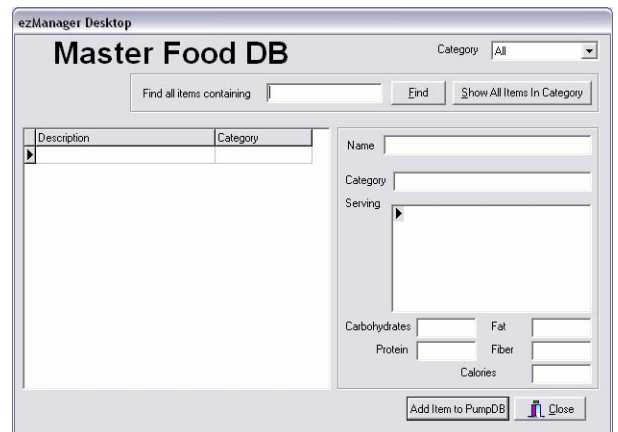 ezManager Desktop
Master Food DB
Category All
Find all items containing Find Show All Items In Category
Description Category
Name
Category
Serving
Carbohydrates Fat
Protein Fiber
Calories
Add Item to PumpDB Close